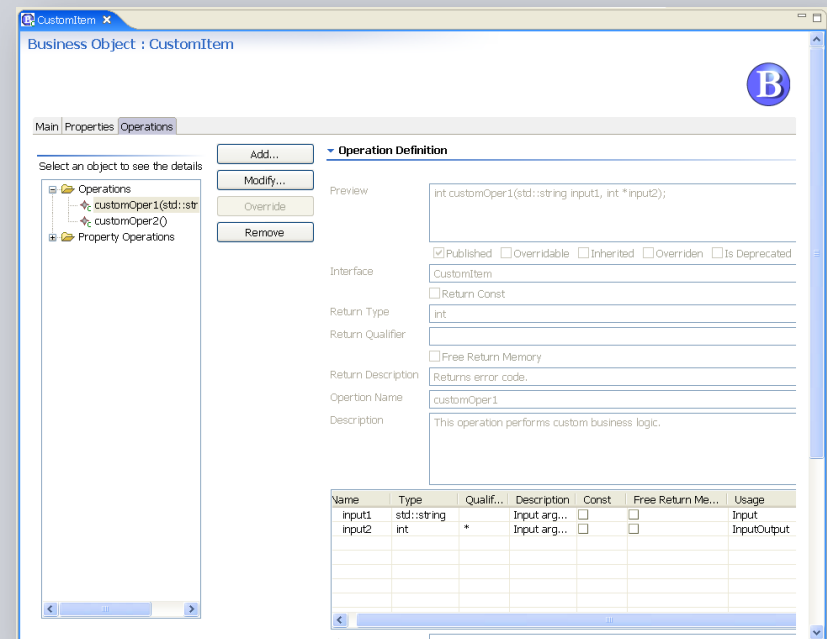 CustomItem
Business Object : CustomItem
B
Main Properties Operations
Select an object to see the details
Operations
customOper1(std::str
customOper2()
Property Operations
Add...
Modify...
Override
Remove
Operation Definition
Preview
int customOper1(std::string input1, int *input2);
Published Overridable Inherited Overriden Is Deprecated
Interface
CustomItem
Return Const
Return Type
int
Return Qualifier
Free Return Memory
Return Description
Returns error code.
Opertion Name
customOper1
Description
This operation performs custom business logic.
Name Type Qualif... Description Const Free Return Me... Usage
input1 std::string Input arg... Input
input2 int * Input arg... InputOutput